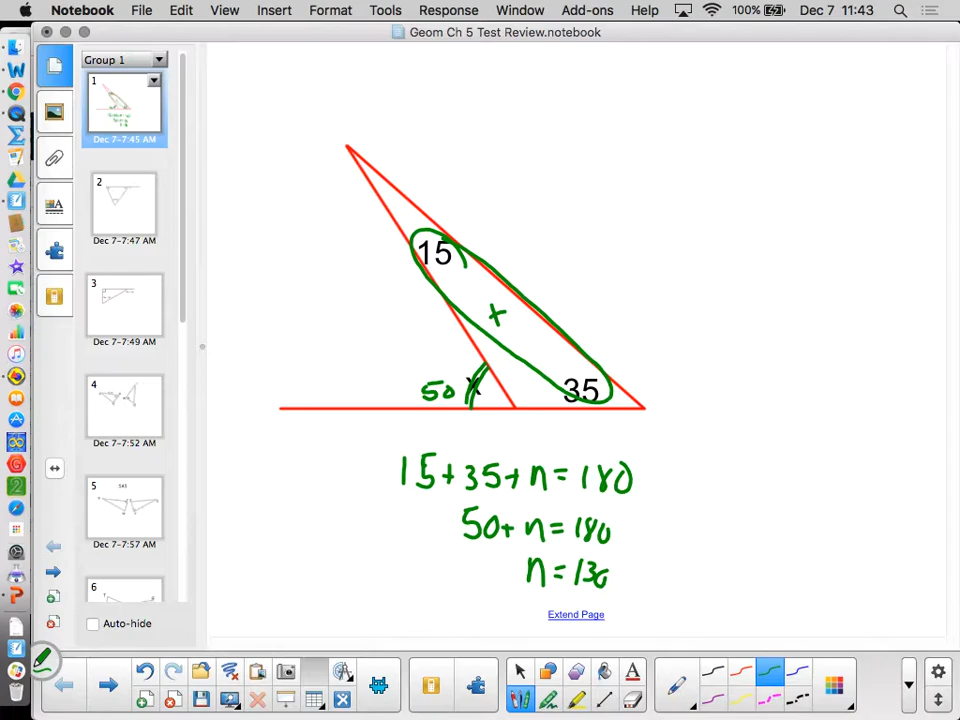 Notebook File Edit View Insert Format Tools Response Window Add-ons Help 100% Dec 7 11:43
Geom Ch 5 Test Review.notebook
Group 1
1
Dec 7–7:45 AM
2
Dec 7–7:47 AM
3
Dec 7–7:49 AM
4
Dec 7–7:52 AM
5
Dec 7–7:57 AM
6
Auto-hide
15
+
50 x 35
15+35+n=180
50+n=180
n=130
Extend Page